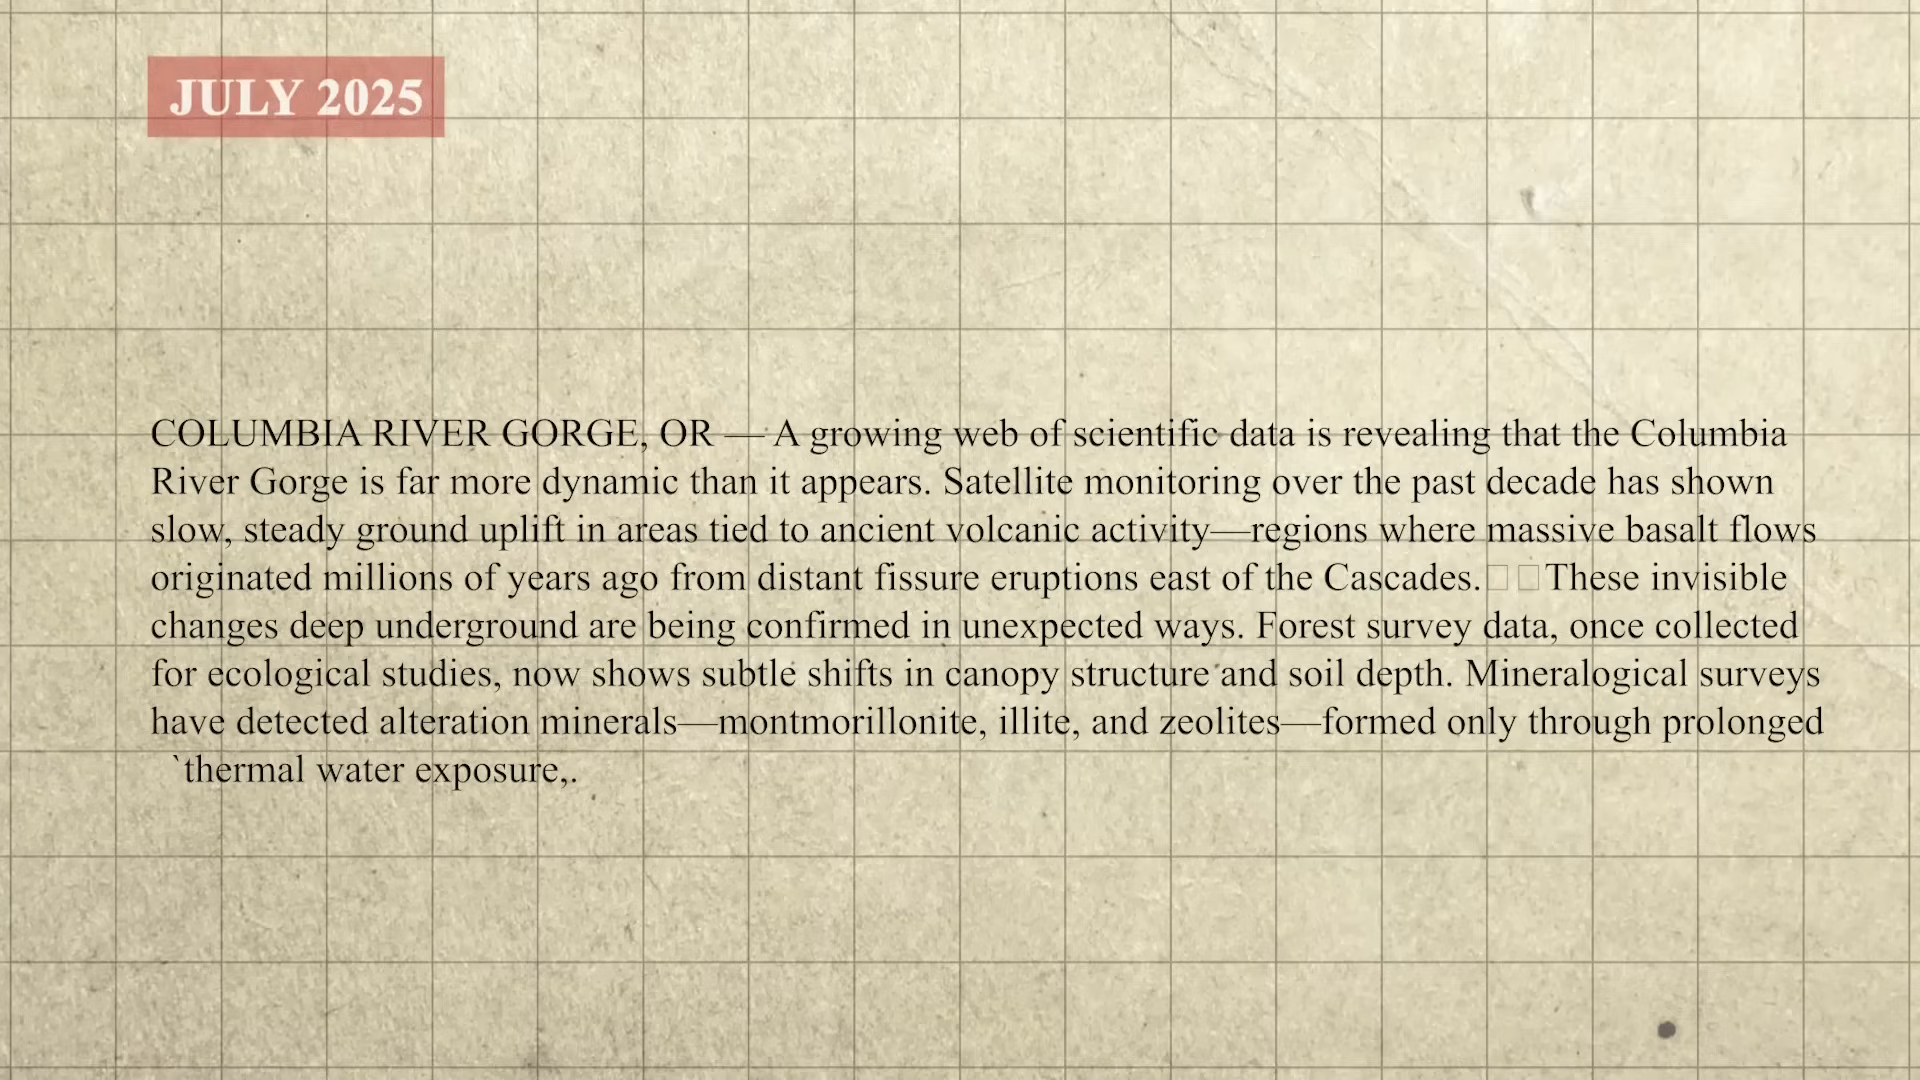 JULY 2025
COLUMBIA RIVER GORGE, OR — A growing web of scientific data is revealing that the Columbia
River Gorge is far more dynamic than it appears. Satellite monitoring over the past decade has shown
slow, steady ground uplift in areas tied to ancient volcanic activity—regions where massive basalt flows
originated millions of years ago from distant fissure eruptions east of the Cascades.□ □These invisible
changes deep underground are being confirmed in unexpected ways. Forest survey data, once collected
for ecological studies, now shows subtle shifts in canopy structure and soil depth. Mineralogical surveys
have detected alteration minerals—montmorillonite, illite, and zeolites—formed only through prolonged
`thermal water exposure,.